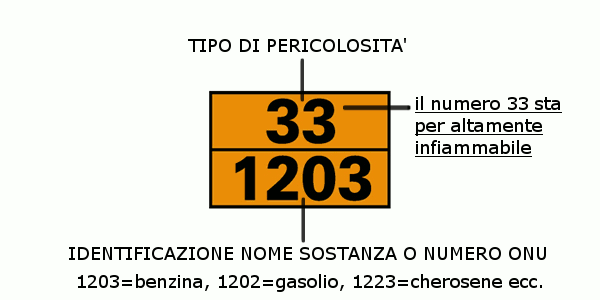 TIPO DI PERICOLOSITA'
33
il numero 33 sta
per altamente
infiammabile
1203
IDENTIFICAZIONE NOME SOSTANZA O NUMERO ONU
1203=benzina, 1202=gasolio, 1223=cherosene ecc.